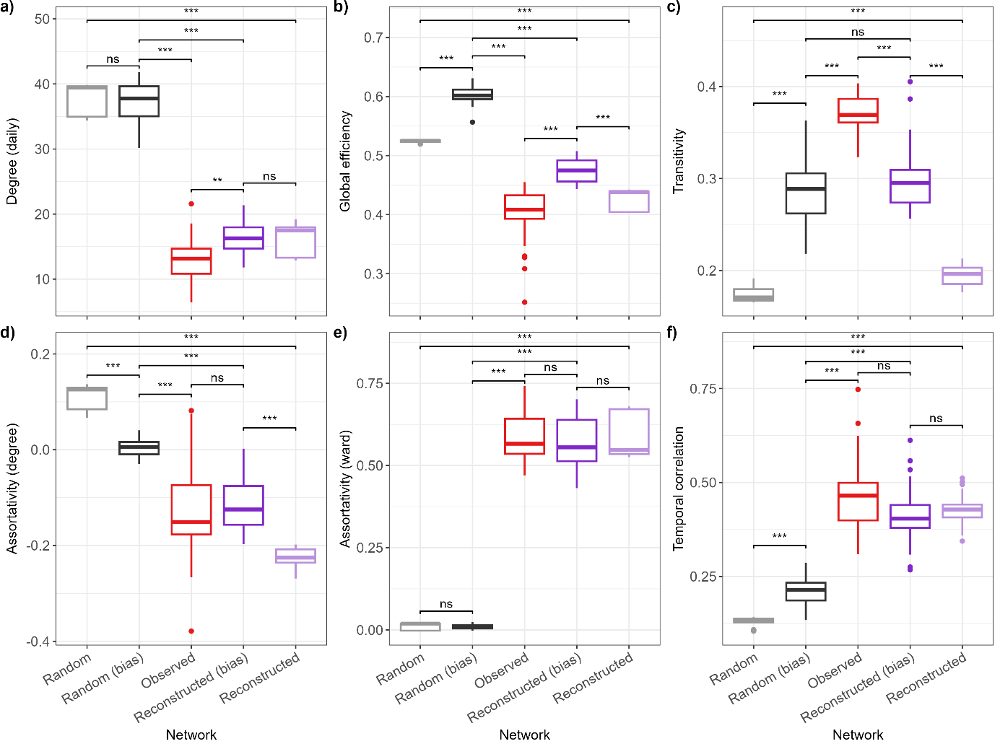 a)
Degree (daily)
50
40
30
20
10
***
***
***
ns
**
ns
b)
Global efficiency
0.7
0.6
0.5
0.4
0.3
***
***
***
***
***
***
c)
Transitivity
0.4
0.3
0.2
***
ns
***
***
***
***
d)
Assortativity (degree)
0.2
0.0
-0.2
-0.4
***
***
***
***
ns
***
Random
Random (bias)
Observed
Reconstructed (bias)
Reconstructed
Network
e)
Assortativity (ward)
0.75
0.50
0.25
0.00
***
***
***
ns
ns
ns
Random
Random (bias)
Observed
Reconstructed (bias)
Reconstructed
Network
f)
Temporal correlation
0.75
0.50
0.25
***
***
***
ns
ns
***
Random
Random (bias)
Observed
Reconstructed (bias)
Reconstructed
Network